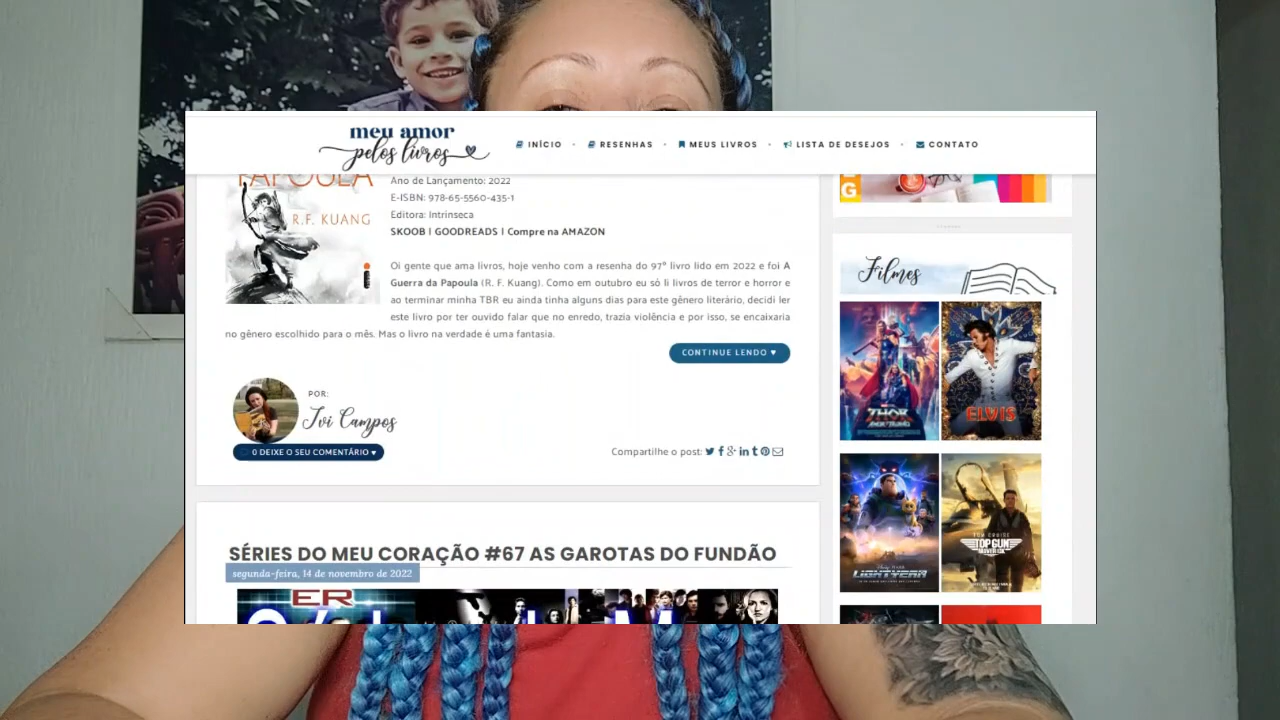 meu amor
pelos livros
INÍCIO
RESENHAS
MEUS LIVROS
LISTA DE DESEJOS
CONTATO
PAPOULA
R.F. KUANG
Ano de Lançamento: 2022
E-ISBN: 978-65-5560-435-1
Editora: Intrínseca
SKOOB | GOODREADS | Compre na AMAZON
Oi gente que ama livros, hoje venho com a resenha do 97º livro lido em 2022 e foi A
Guerra da Papoula (R. F. Kuang). Como em outubro eu só li livros de terror e horror e
ao terminar minha TBR eu ainda tinha alguns dias para este gênero literário, decidi ler
este livro por ter ouvido falar que no enredo, trazia violência e por isso, se encaixaria
no gênero escolhido para o mês. Mas o livro na verdade é uma fantasia.
CONTINUE LENDO ♥
POR:
Ivi Campos
0 DEIXE O SEU COMENTÁRIO ♥
Compartilhe o post:
SÉRIES DO MEU CORAÇÃO #67 AS GAROTAS DO FUNDÃO
segunda-feira, 14 de novembro de 2022
ER
G
Filmes
THOR
ELVIS
LIGHTYEAR
TOM CRUISE
TOP GUN
MAVERICK